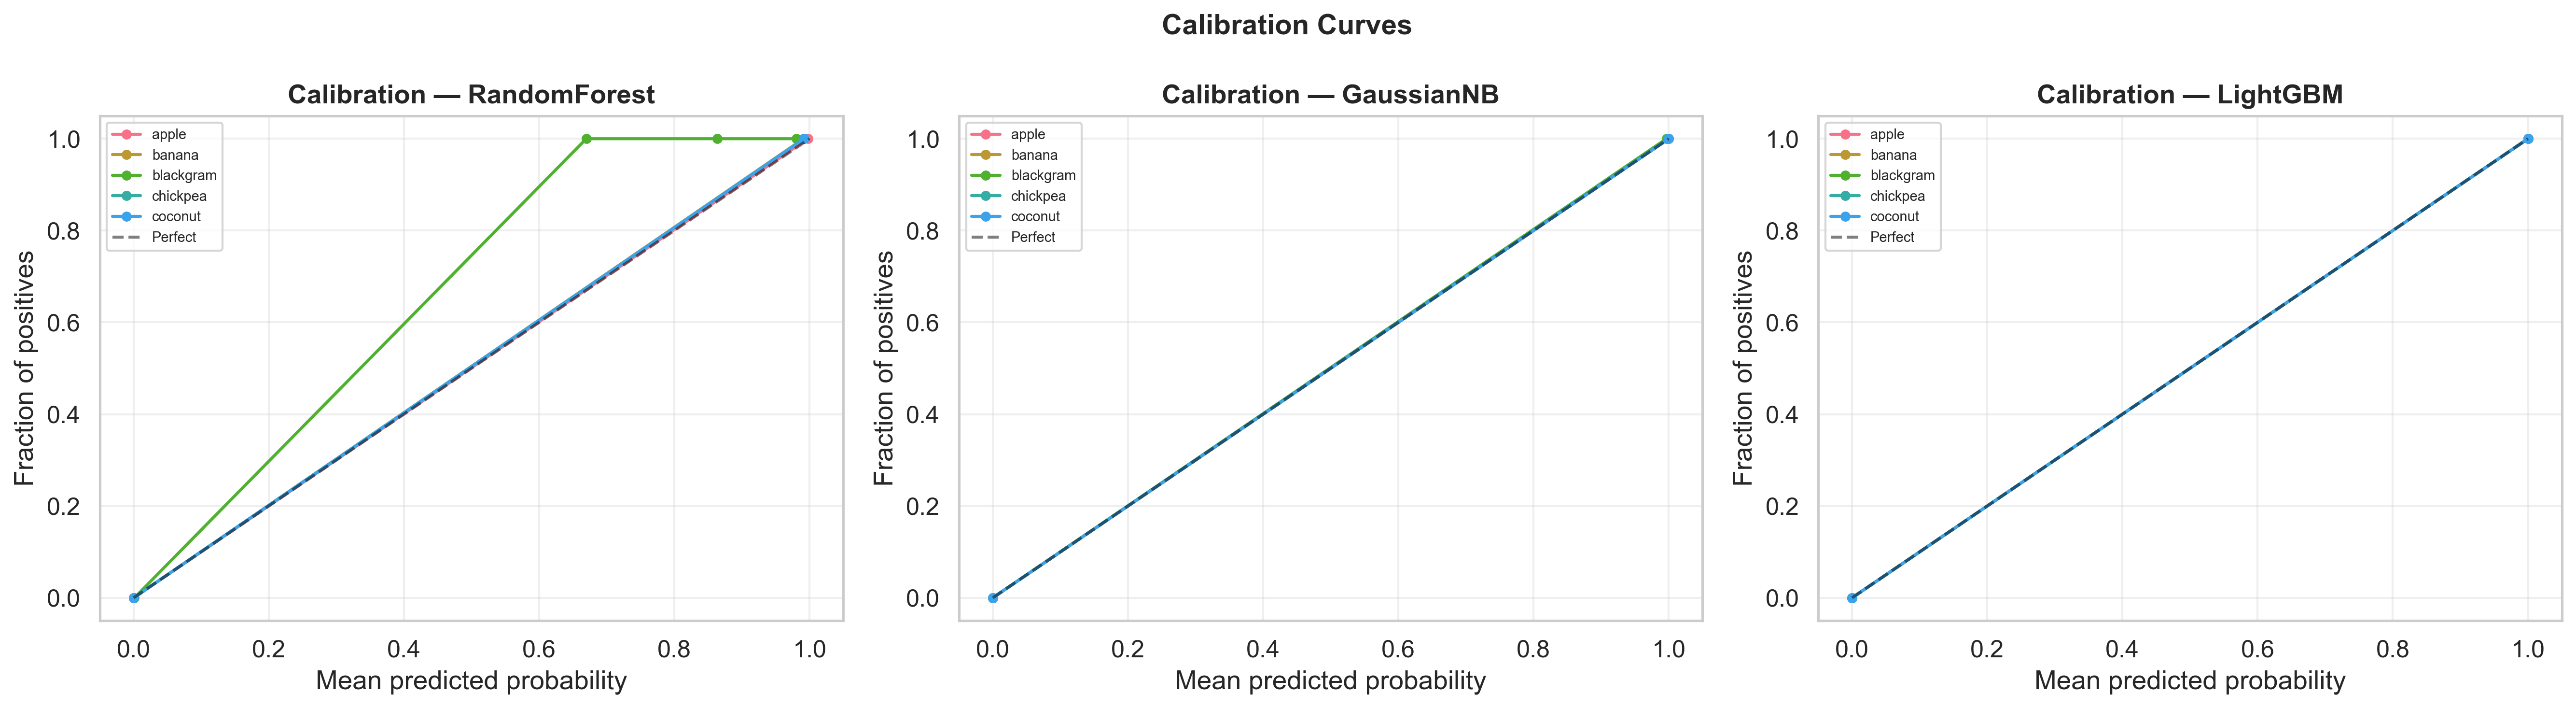 Calibration Curves
Calibration — RandomForest
1.0
0.8
0.6
0.4
0.2
0.0
Fraction of positives
apple
banana
blackgram
chickpea
coconut
Perfect
0.0 0.2 0.4 0.6 0.8 1.0
Mean predicted probability
Calibration — GaussianNB
1.0
0.8
0.6
0.4
0.2
0.0
Fraction of positives
apple
banana
blackgram
chickpea
coconut
Perfect
0.0 0.2 0.4 0.6 0.8 1.0
Mean predicted probability
Calibration — LightGBM
1.0
0.8
0.6
0.4
0.2
0.0
Fraction of positives
apple
banana
blackgram
chickpea
coconut
Perfect
0.0 0.2 0.4 0.6 0.8 1.0
Mean predicted probability